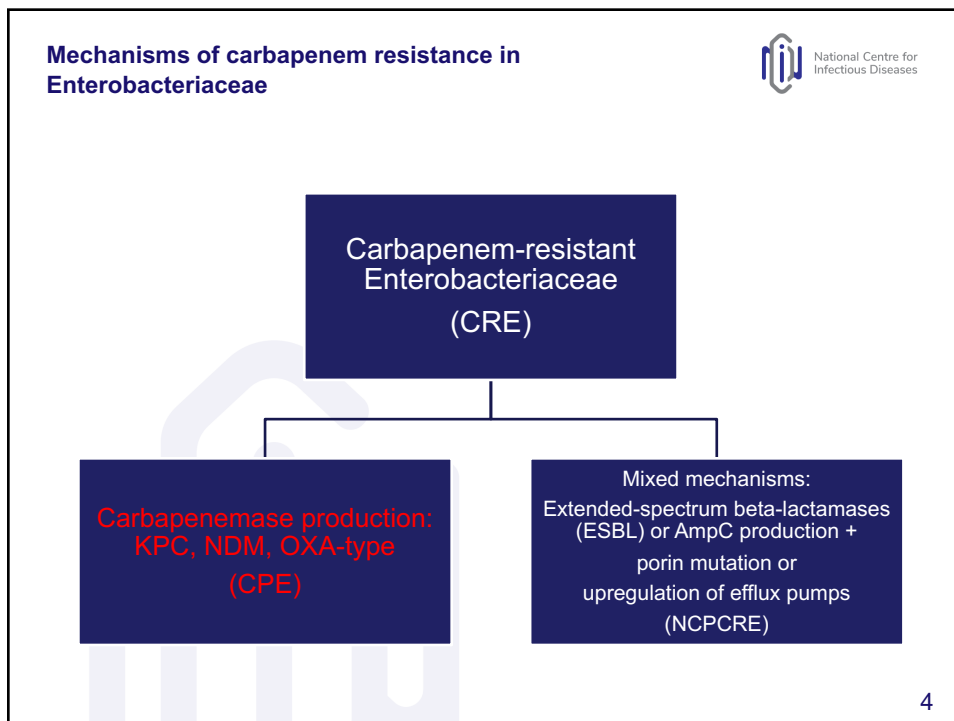 Mechanisms of carbapenem resistance in
Enterobacteriaceae
National Centre for
Infectious Diseases
Carbapenem-resistant
Enterobacteriaceae
(CRE)
Carbapenemase production:
KPC, NDM, OXA-type
(CPE)
Mixed mechanisms:
Extended-spectrum beta-lactamases
(ESBL) or AmpC production +
porin mutation or
upregulation of efflux pumps
(NCPCRE)
4